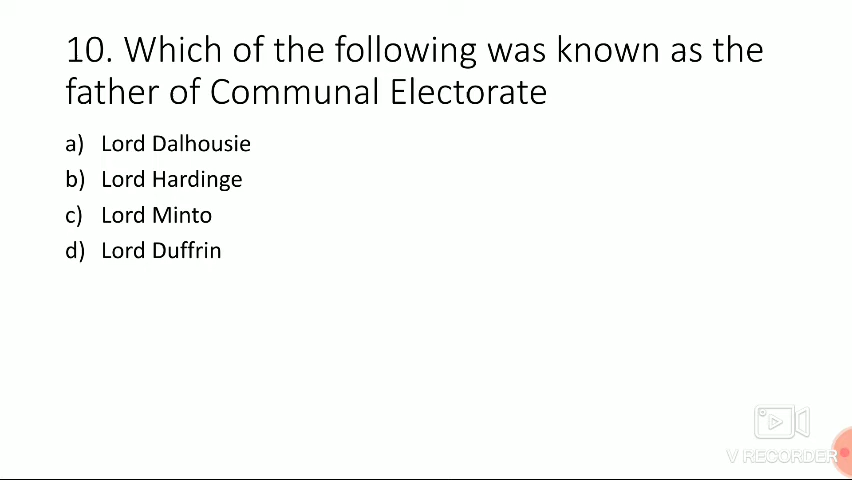 10. Which of the following was known as the
father of Communal Electorate
a) Lord Dalhousie
b) Lord Hardinge
c) Lord Minto
d) Lord Duffrin
V RECORDER